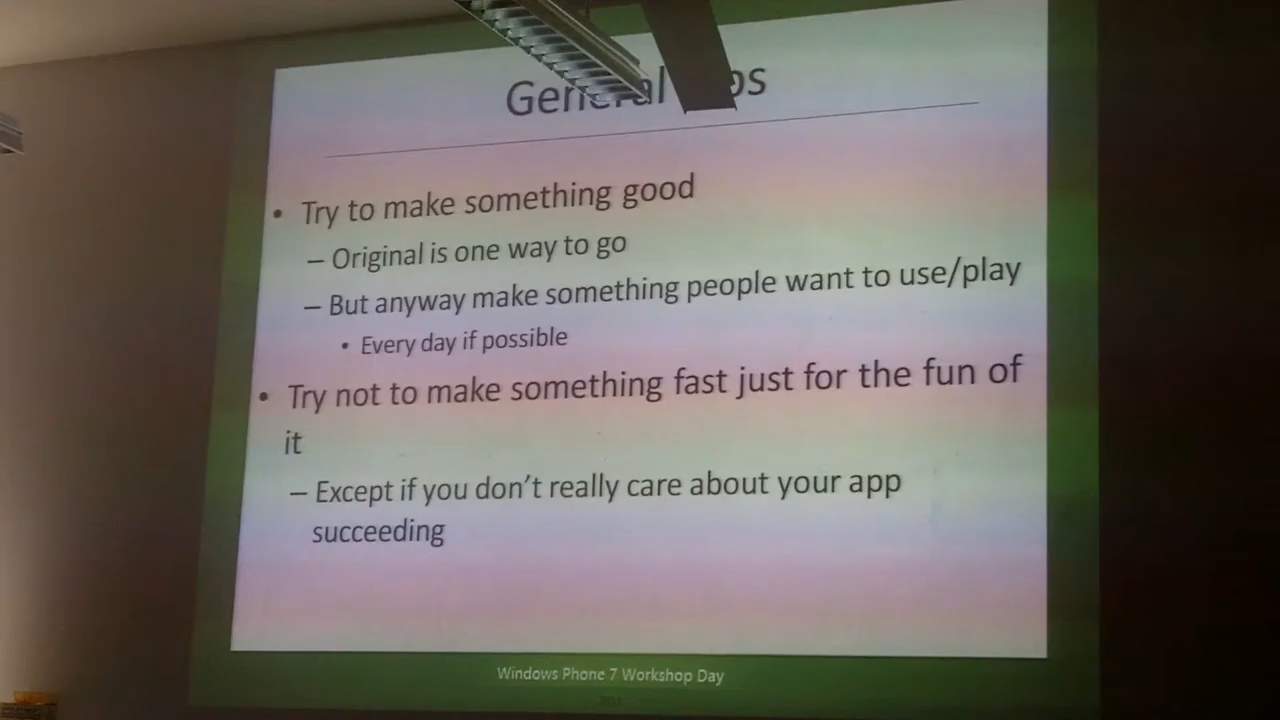 General
• Try to make something good
– Original is one way to go
– But anyway make something people want to use/play
• Every day if possible
• Try not to make something fast just for the fun of
it
– Except if you don't really care about your app
succeeding
Windows Phone 7 Workshop Day